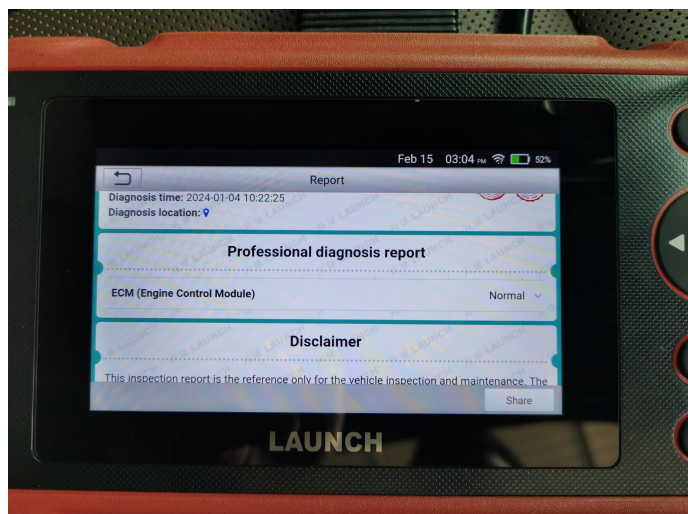 Feb 15 03:04 PM 52%
Report
Diagnosis time: 2024-01-04 10:22:25
Diagnosis location:
Professional diagnosis report
ECM (Engine Control Module) Normal
Disclaimer
This inspection report is the reference only for the vehicle inspection and maintenance. The
Share
LAUNCH